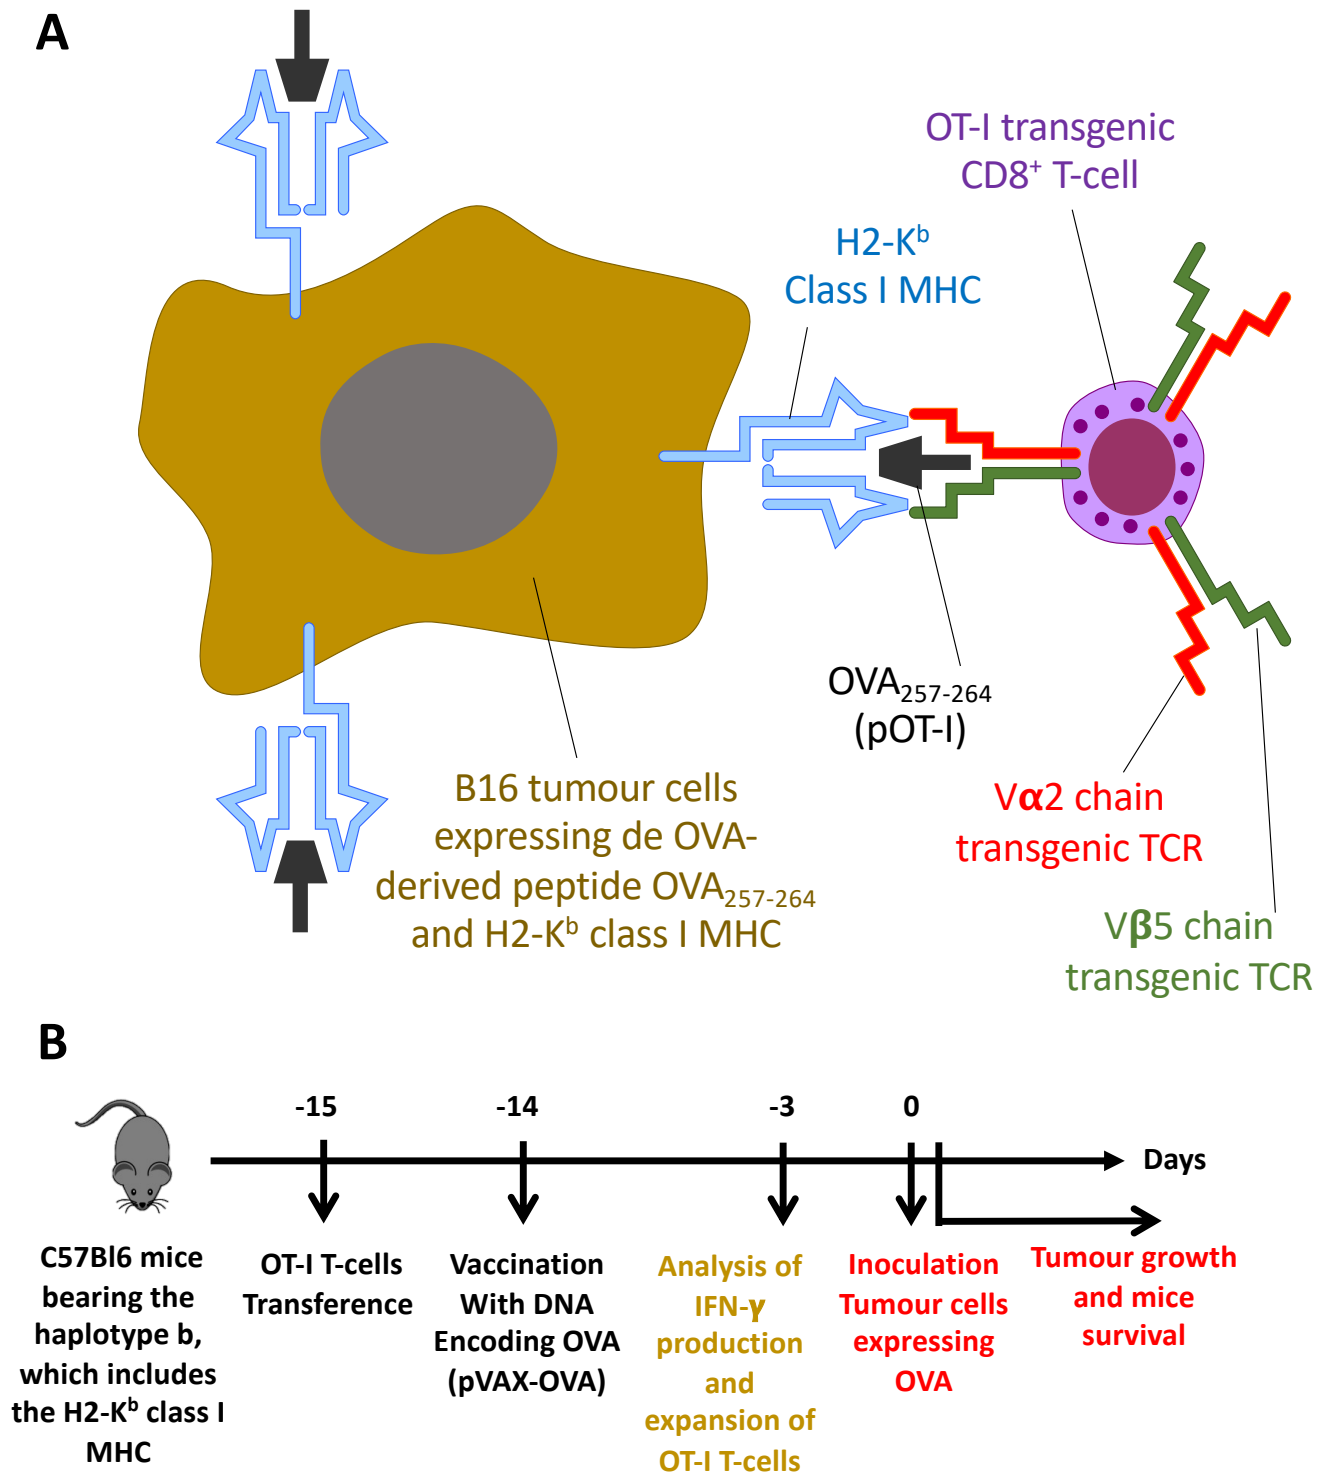 A
OT-I transgenic
CD8⁺ T-cell
H2-Kᵇ
Class I MHC
OVA₂₅₇₋₂₆₄
(pOT-I)
B16 tumour cells
expressing de OVA-
derived peptide OVA₂₅₇₋₂₆₄
and H2-Kᵇ class I MHC
Vα2 chain
transgenic TCR
Vβ5 chain
transgenic TCR
B
-15
-14
-3
0
Days
C57Bl6 mice
bearing the
haplotype b,
which includes
the H2-Kᵇ class I
MHC
OT-I T-cells
Transference
Vaccination
With DNA
Encoding OVA
(pVAX-OVA)
Analysis of
IFN-γ
production
and
expansion of
OT-I T-cells
Inoculation
Tumour cells
expressing
OVA
Tumour growth
and mice
survival